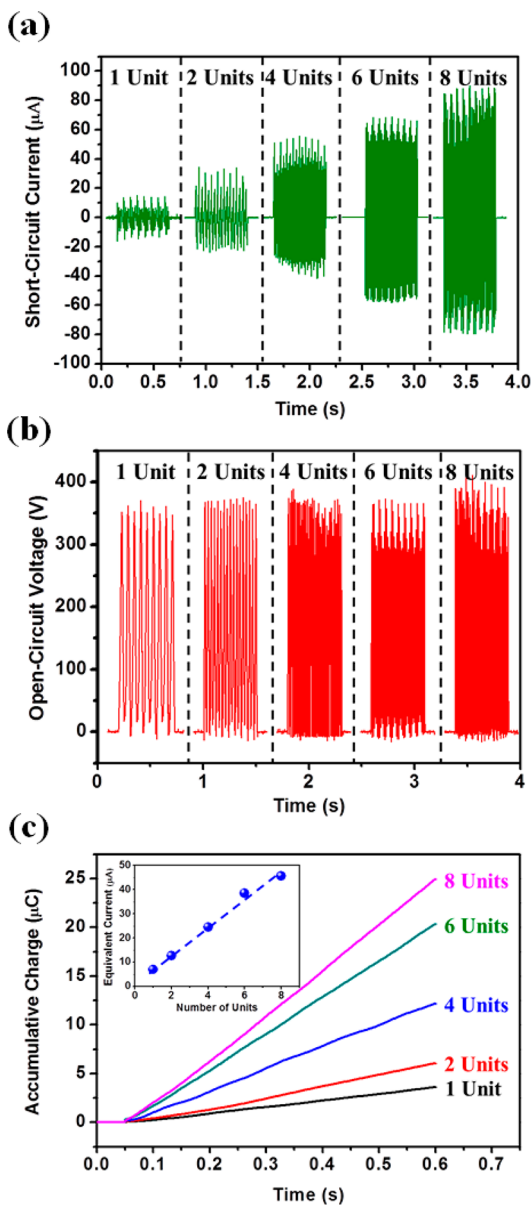 (a)
1 Unit 2 Units 4 Units 6 Units 8 Units
Short-Circuit Current (μA)
100
80
60
40
20
0
-20
-40
-60
-80
-100
0.0 0.5 1.0 1.5 2.0 2.5 3.0 3.5 4.0
Time (s)
(b)
1 Unit 2 Units 4 Units 6 Units 8 Units
Open-Circuit Voltage (V)
400
300
200
100
0
0 1 2 3 4
Time (s)
(c)
Accumulative Charge (μC)
25
20
15
10
5
0
0.0 0.1 0.2 0.3 0.4 0.5 0.6 0.7
Time (s)
Equivalent Current (μA)
50
40
30
20
10
0
0 2 4 6 8
Number of Units
8 Units
6 Units
4 Units
2 Units
1 Unit